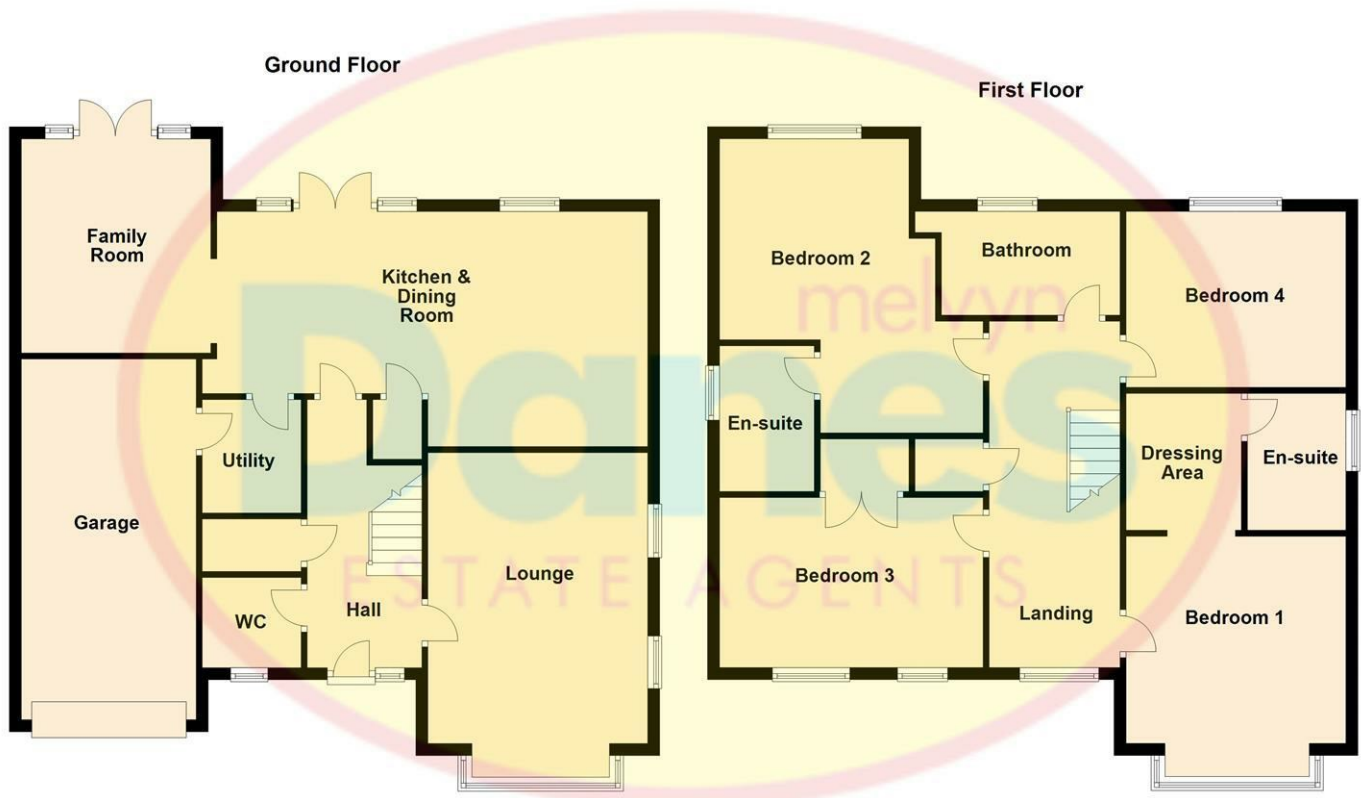 Ground Floor
Family
Room
Kitchen &
Dining
Room
Utility
Garage
Lounge
WC
Hall
First Floor
Bedroom 2
Bathroom
Bedroom 4
En-suite
Dressing
Area
En-suite
Bedroom 3
Landing
Bedroom 1
melvyn
Danes
ESTATE AGENTS